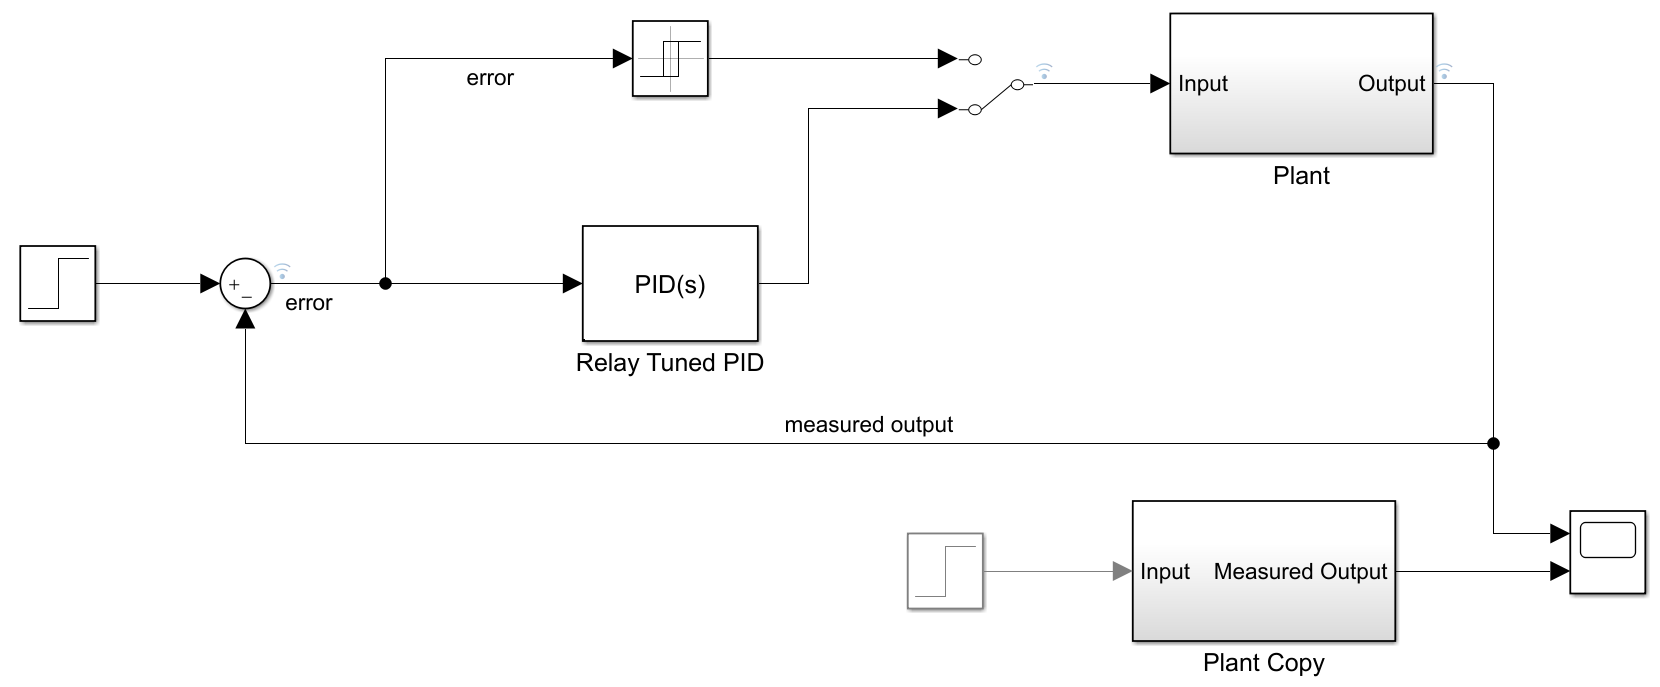 error
Input
Output
Plant
+
−
error
PID(s)
Relay Tuned PID
measured output
Input
Measured Output
Plant Copy